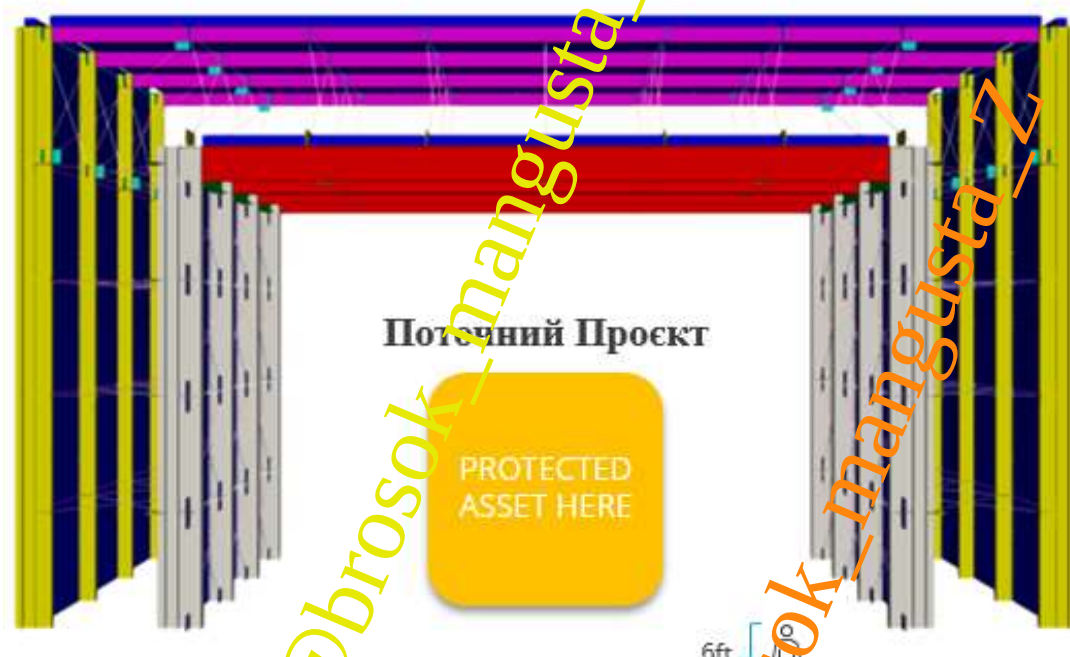 Поточний Проєкт
PROTECTED
ASSET HERE
6ft
@brosok_mangusta_
ok_mangusta_Z